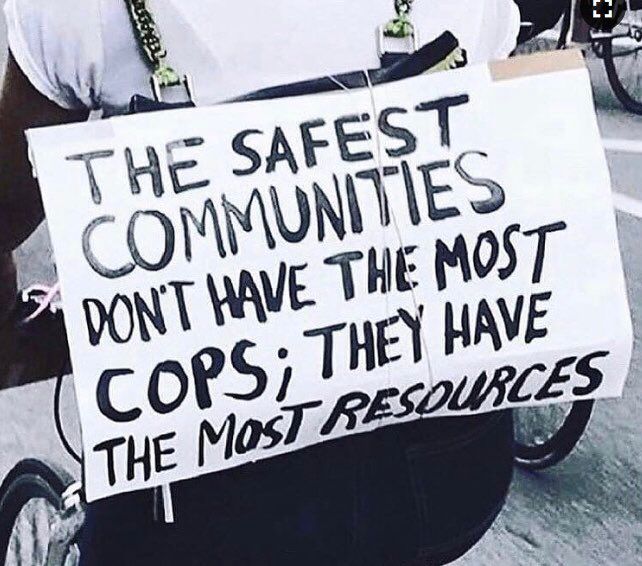 THE SAFEST
COMMUNITIES
DON'T HAVE THE MOST
COPS; THEY HAVE
THE MOST RESOURCES